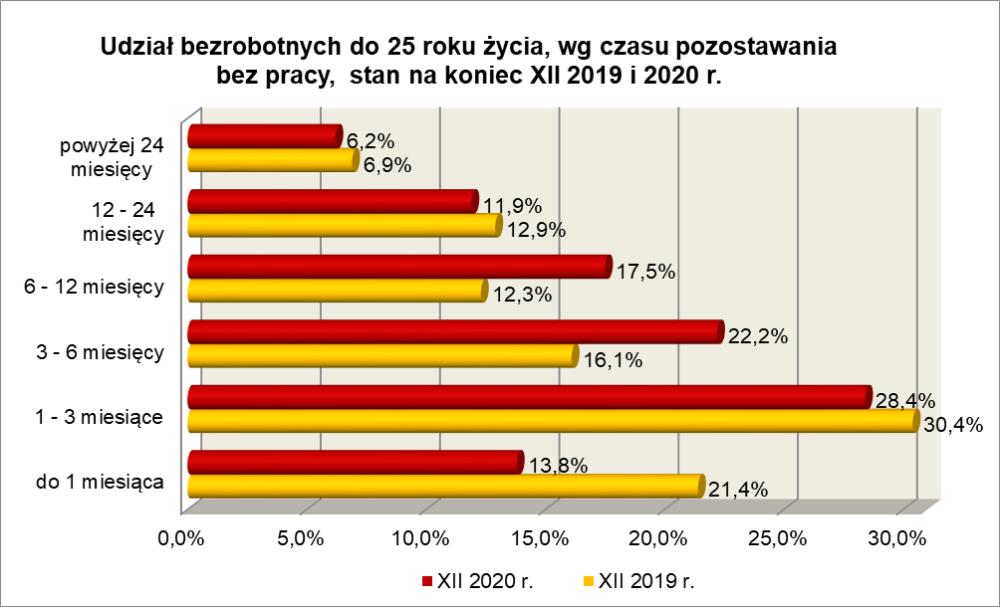 Udział bezrobotnych do 25 roku życia, wg czasu pozostawania
bez pracy, stan na koniec XII 2019 i 2020 r.
powyżej 24
miesięcy
6,2%
6,9%
12 - 24
miesięcy
11,9%
12,9%
6 - 12 miesięcy
17,5%
12,3%
3 - 6 miesięcy
22,2%
16,1%
1 - 3 miesiące
28,4%
30,4%
do 1 miesiąca
13,8%
21,4%
0,0% 5,0% 10,0% 15,0% 20,0% 25,0% 30,0%
XII 2020 r. XII 2019 r.